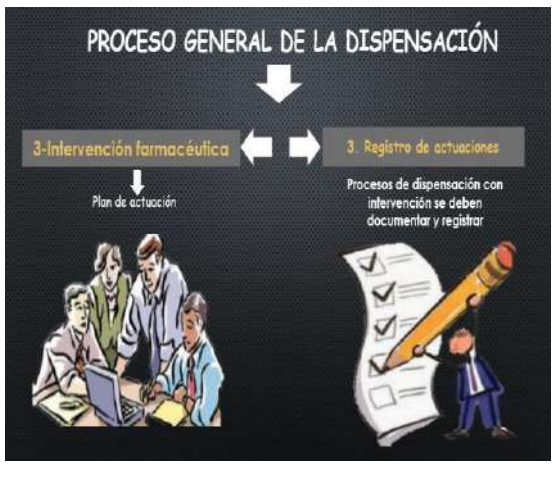 PROCESO GENERAL DE LA DISPENSACIÓN
3-Intervención farmacéutica
Plan de actuación
3. Registro de actuaciones
Procesos de dispensación con
intervención se deben
documentar y registrar